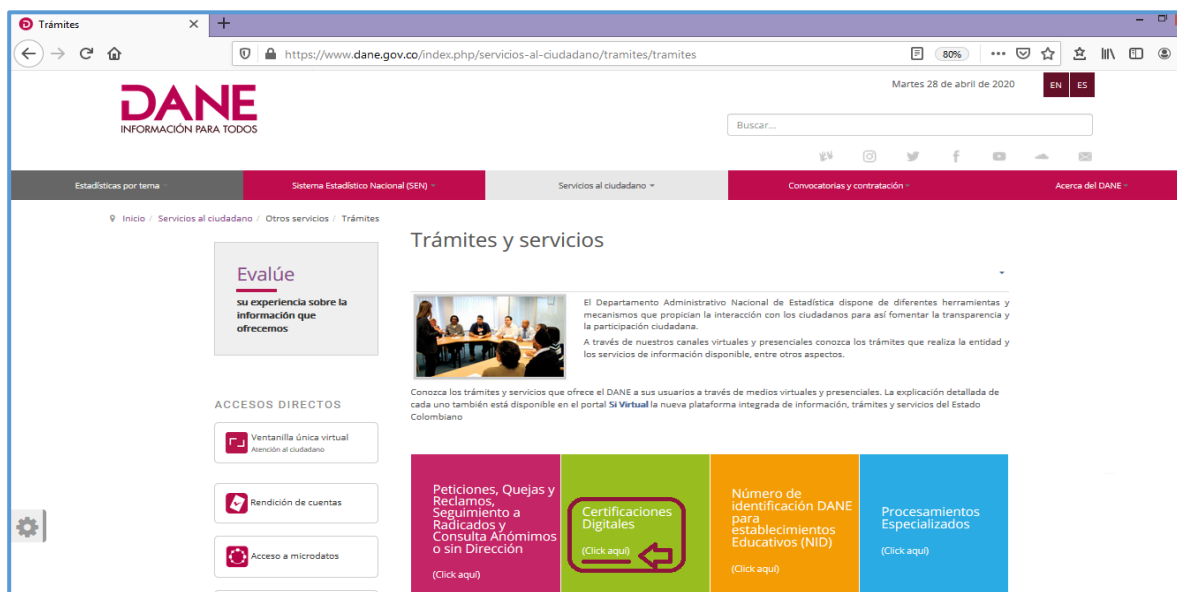 Trámites
https://www.dane.gov.co/index.php/servicios-al-ciudadano/tramites/tramites
80%
Martes 28 de abril de 2020
EN ES
DANE
INFORMACIÓN PARA TODOS
Buscar...
Estadísticas por tema
Sistema Estadístico Nacional (SEN)
Servicios al ciudadano
Convocatorias y contratación
Acerca del DANE
Inicio / Servicios al ciudadano / Otros servicios / Trámites
Evalúe
su experiencia sobre la
información que
ofrecemos
ACCESOS DIRECTOS
Ventanilla única virtual
Atención al ciudadano
Rendición de cuentas
Acceso a microdatos
Trámites y servicios
El Departamento Administrativo Nacional de Estadística dispone de diferentes herramientas y
mecanismos que propician la interacción con los ciudadanos para así fomentar la transparencia y
la participación ciudadana.
A través de nuestros canales virtuales y presenciales conozca los trámites que realiza la entidad y
los servicios de información disponible, entre otros aspectos.
Conozca los trámites y servicios que ofrece el DANE a sus usuarios a través de medios virtuales y presenciales. La explicación detallada de
cada uno también está disponible en el portal Si Virtual la nueva plataforma integrada de información, trámites y servicios del Estado
Colombiano
Peticiones, Quejas y
Reclamos,
Seguimiento a
Radicados y
Consulta Anómimos
o sin Dirección
(Click aquí)
Certificaciones
Digitales
(Click aquí)
Número de
identificación DANE
para
establecimientos
Educativos (NID)
(Click aquí)
Procesamientos
Especializados
(Click aquí)